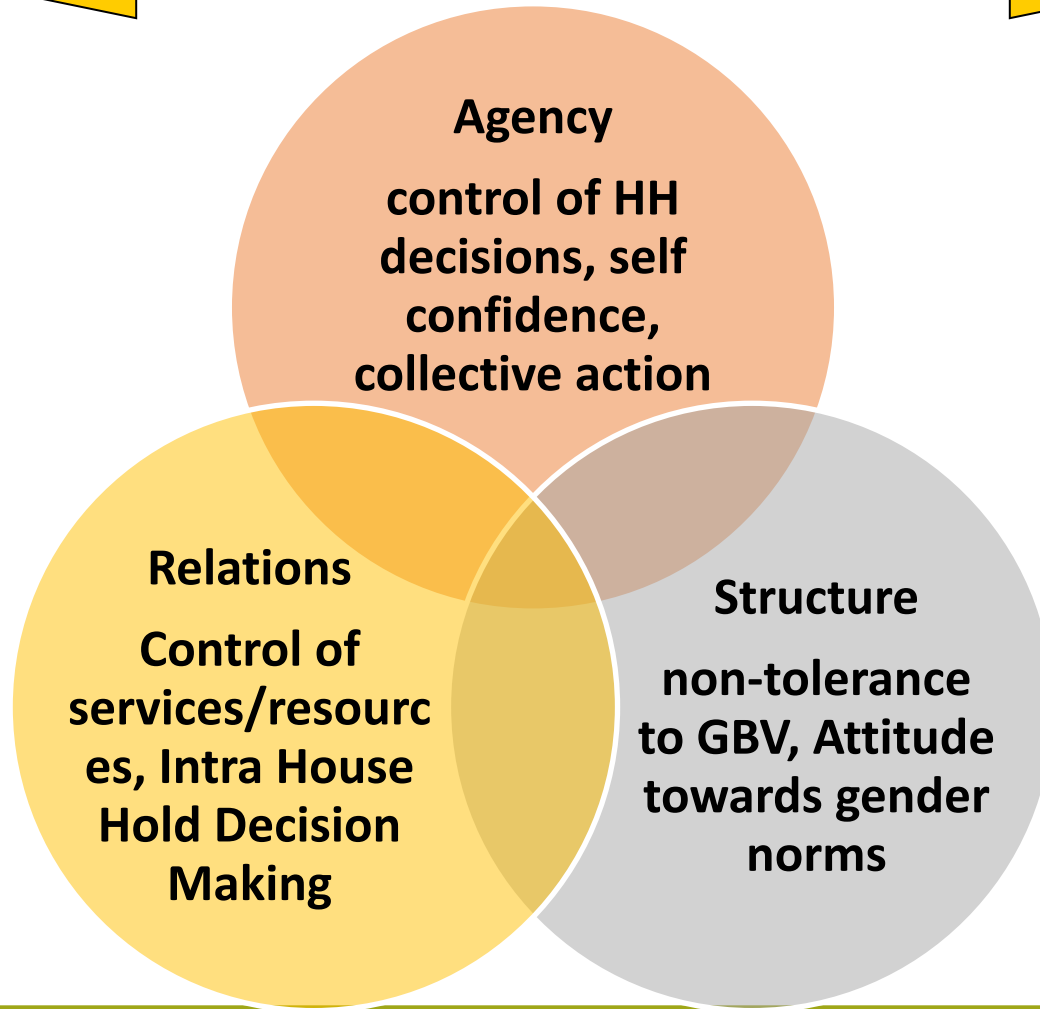 Agency
control of HH
decisions, self
confidence,
collective action
Relations
Control of
services/resourc
es, Intra House
Hold Decision
Making
Structure
non-tolerance
to GBV, Attitude
towards gender
norms